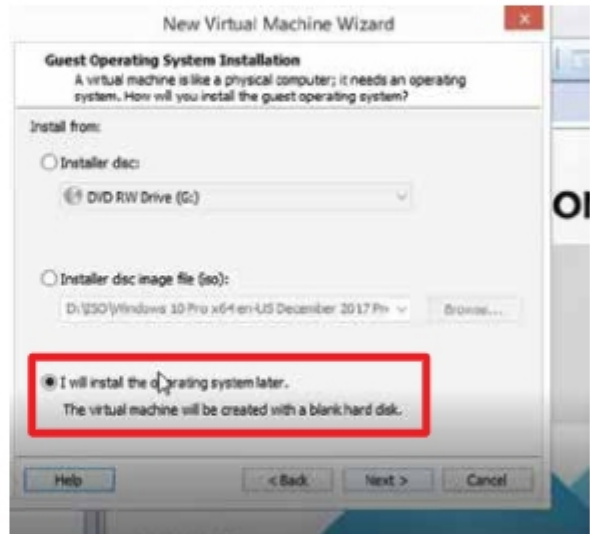 New Virtual Machine Wizard
Guest Operating System Installation
A virtual machine is like a physical computer; it needs an operating
system. How will you install the guest operating system?
Install from:
Installer disc:
DVD RW Drive (G:)
Installer disc image file (iso):
D:\ISO\Windows 10 Pro x64 en-US December 2017 Pre
Browse...
I will install the operating system later.
The virtual machine will be created with a blank hard disk.
Help
< Back
Next >
Cancel